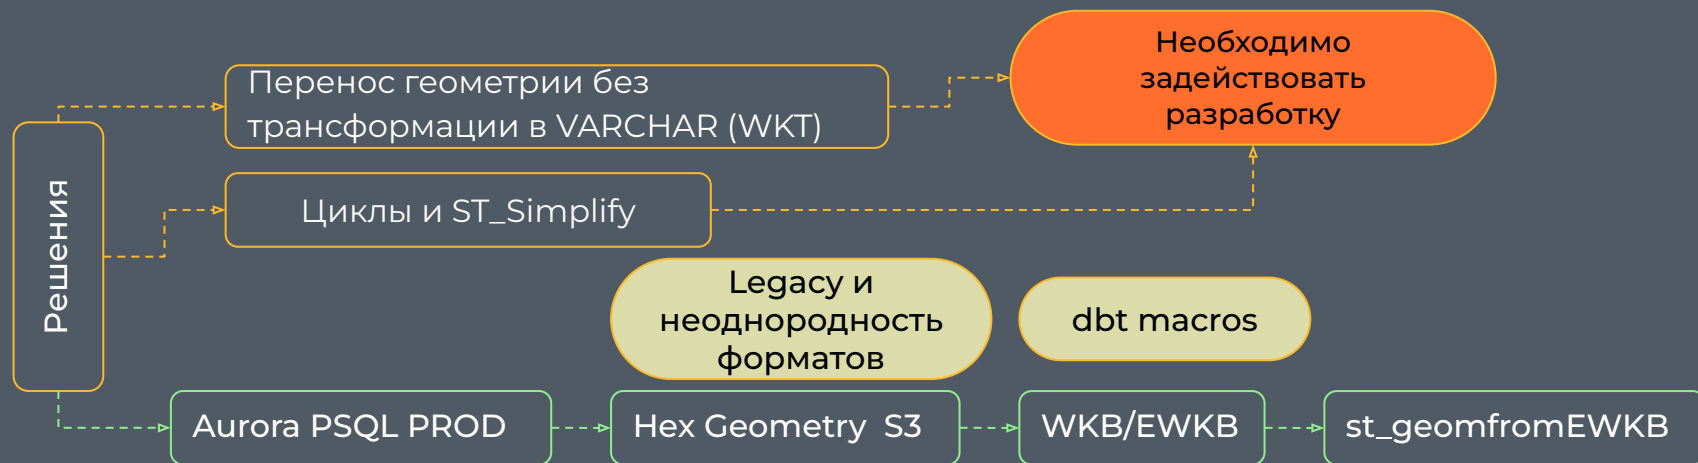 Решения
Перенос геометрии без
трансформации в VARCHAR (WKT)
Необходимо
задействовать
разработку
Циклы и ST_Simplify
Legacy и
неоднородность
форматов
dbt macros
Aurora PSQL PROD
Hex Geometry S3
WKB/EWKB
st_geomfromEWKB